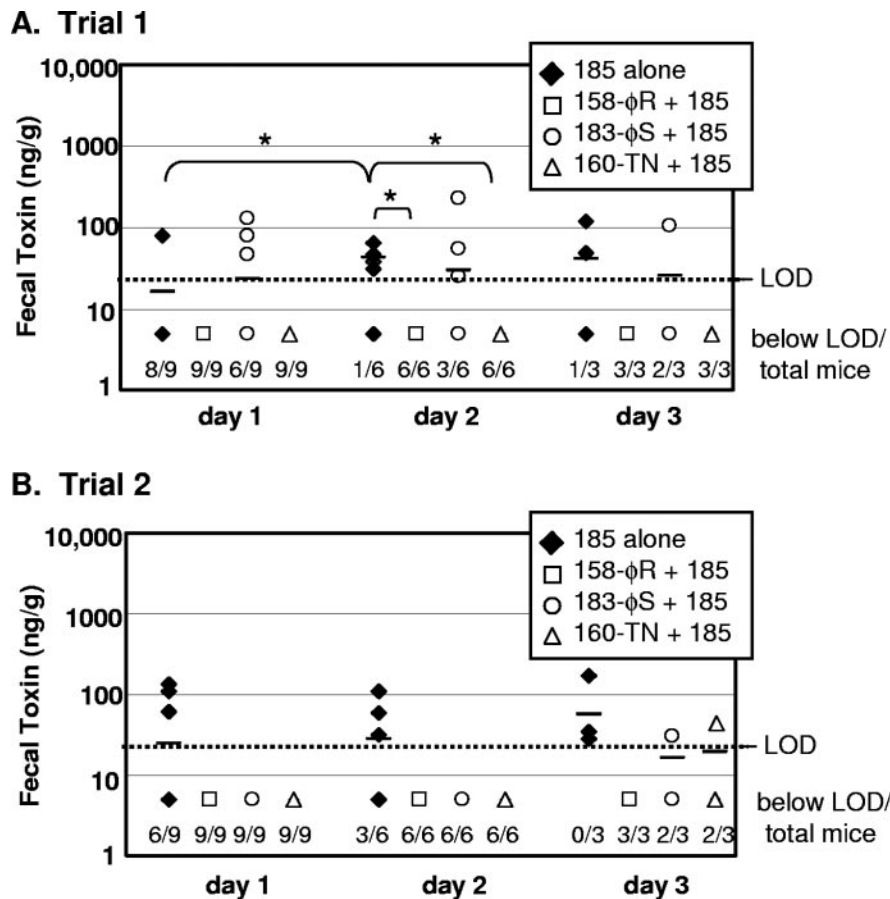 A. Trial 1
10,000
1000
100
10
1
Fecal Toxin (ng/g)
185 alone
158-ϕR + 185
183-ϕS + 185
160-TN + 185
* * *
LOD
below LOD/
total mice
8/9 9/9 6/9 9/9 1/6 6/6 3/6 6/6 1/3 3/3 2/3 3/3
day 1 day 2 day 3
B. Trial 2
10,000
1000
100
10
1
Fecal Toxin (ng/g)
185 alone
158-ϕR + 185
183-ϕS + 185
160-TN + 185
LOD
below LOD/
total mice
6/9 9/9 9/9 9/9 3/6 6/6 6/6 6/6 0/3 3/3 2/3 2/3
day 1 day 2 day 3